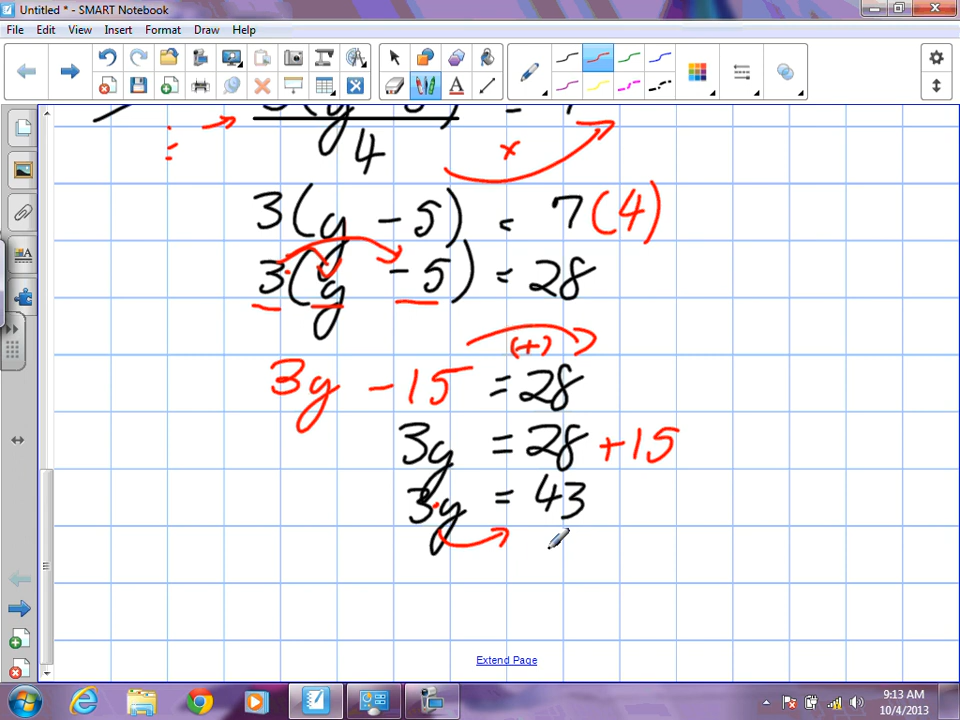 Untitled * - SMART Notebook
File Edit View Insert Format Draw Help
4 ×
3(y - 5) = 7(4)
3(y - 5) = 28
(+)
3y - 15 = 28
3y = 28 + 15
3y = 43
Extend Page
9:13 AM
10/4/2013